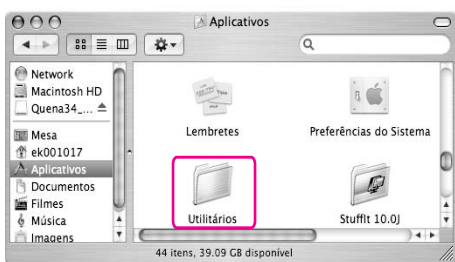 Aplicativos
Network
Macintosh HD
Quena34_...
Mesa
ek001017
Aplicativos
Documentos
Filmes
Música
Imagens
Lembretes
Preferências do Sistema
Utilitários
StuffIt 10.0J
44 itens, 39.09 GB disponível